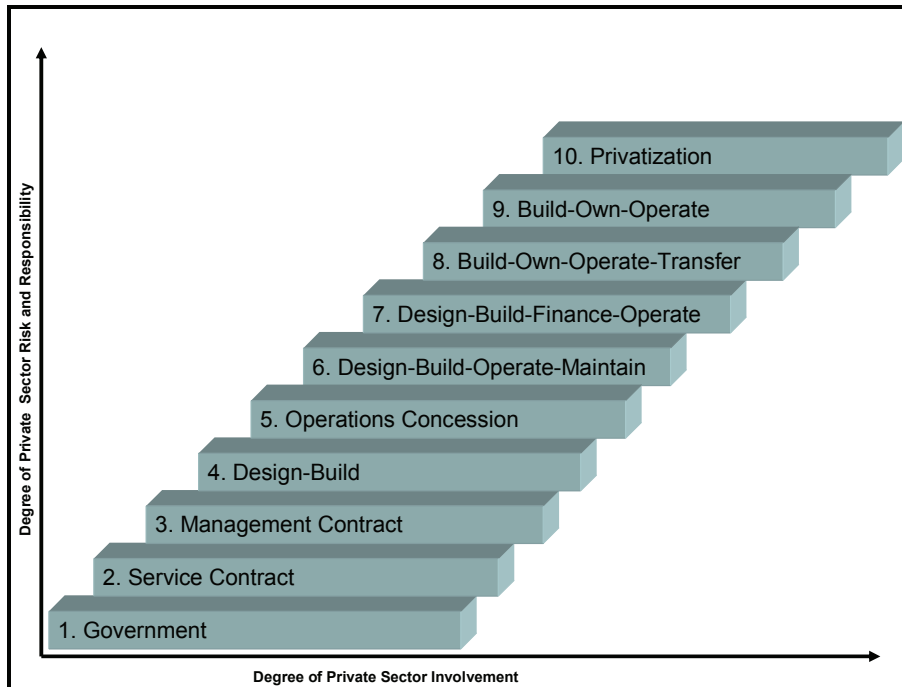 Degree of Private Sector Risk and Responsibility
10. Privatization
9. Build-Own-Operate
8. Build-Own-Operate-Transfer
7. Design-Build-Finance-Operate
6. Design-Build-Operate-Maintain
5. Operations Concession
4. Design-Build
3. Management Contract
2. Service Contract
1. Government
Degree of Private Sector Involvement